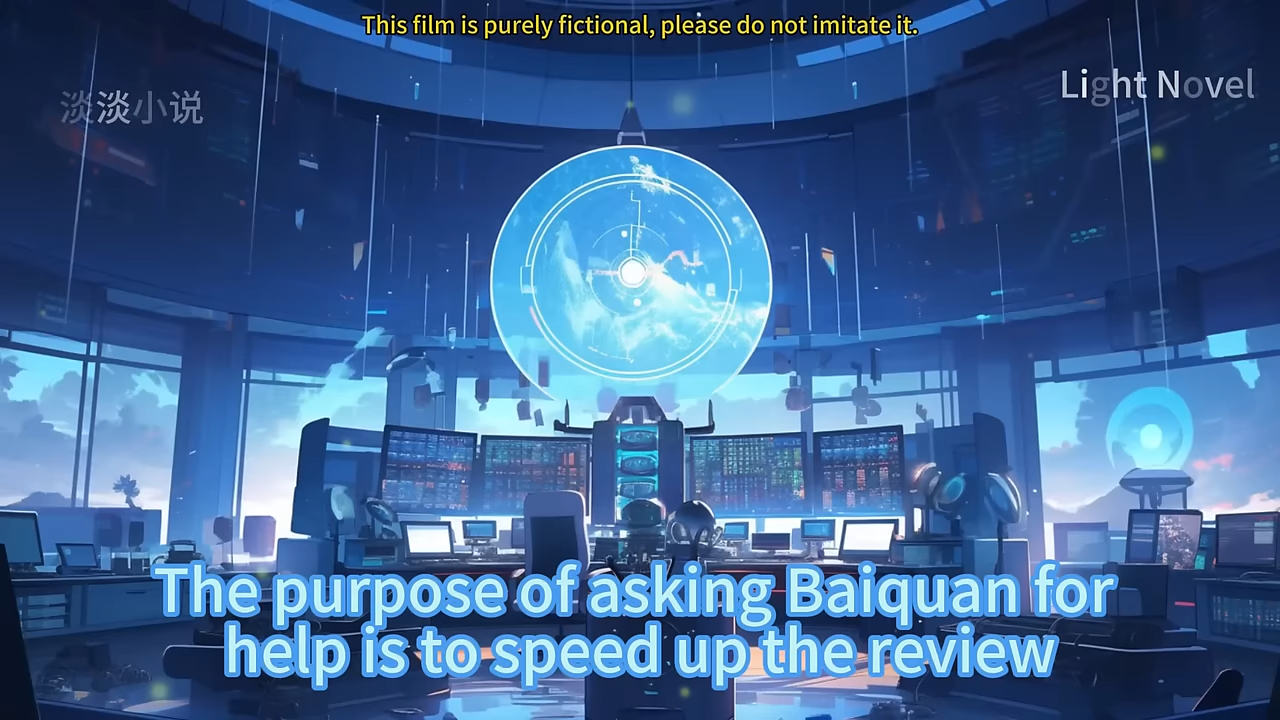 This film is purely fictional, please do not imitate it.
淡淡小说
Light Novel
The purpose of asking Baiquan for
help is to speed up the review